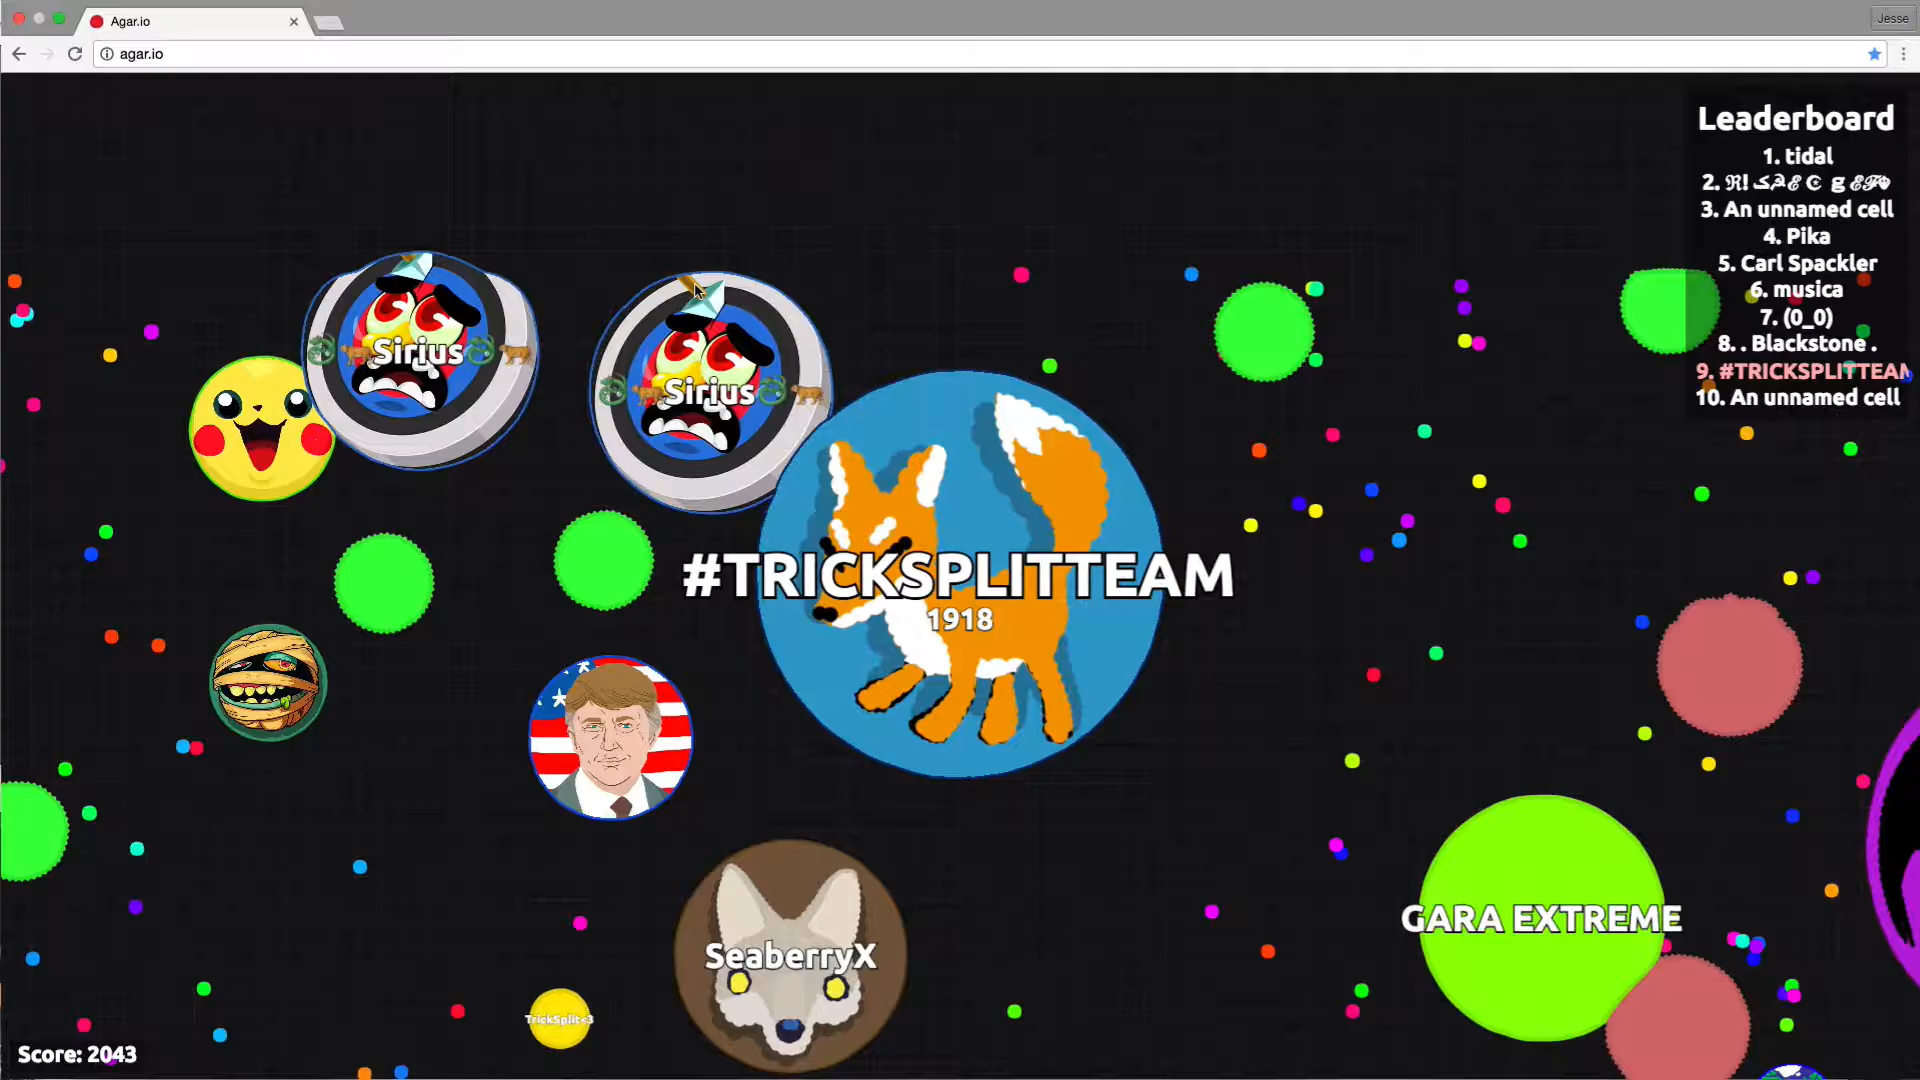 Agar.io
Jesse
agar.io
Leaderboard
1. tidal
3. An unnamed cell
4. Pika
5. Carl Spackler
6. musica
7. (0_0)
8. . Blackstone .
9. #TRICKSPLITTEAM
10. An unnamed cell
Sirius
Sirius
#TRICKSPLITTEAM
1918
GARA EXTREME
SeaberryX
TrickSplit<3
Score: 2043